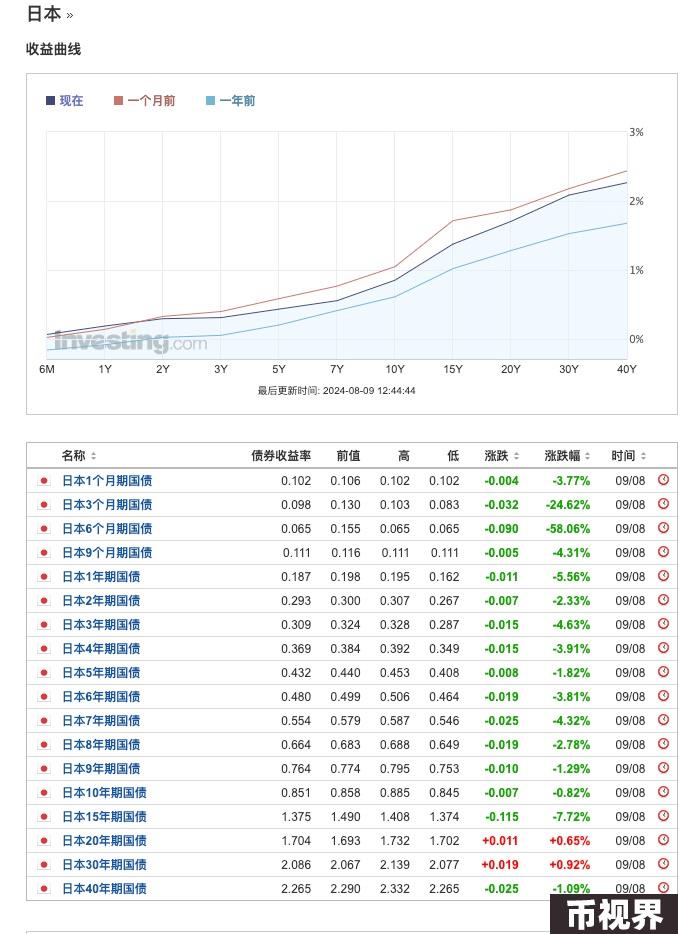 日本 »
收益曲线
现在 一个月前 一年前
3%
2%
1%
0%
investing.com
6M 1Y 2Y 3Y 5Y 7Y 10Y 15Y 20Y 30Y 40Y
最后更新时间: 2024-08-09 12:44:44
名称 债券收益率 前值 高 低 涨跌 涨跌幅 时间
日本1个月期国债 0.102 0.106 0.102 0.102 -0.004 -3.77% 09/08
日本3个月期国债 0.098 0.130 0.103 0.083 -0.032 -24.62% 09/08
日本6个月期国债 0.065 0.155 0.065 0.065 -0.090 -58.06% 09/08
日本9个月期国债 0.111 0.116 0.111 0.111 -0.005 -4.31% 09/08
日本1年期国债 0.187 0.198 0.195 0.162 -0.011 -5.56% 09/08
日本2年期国债 0.293 0.300 0.307 0.267 -0.007 -2.33% 09/08
日本3年期国债 0.309 0.324 0.328 0.287 -0.015 -4.63% 09/08
日本4年期国债 0.369 0.384 0.392 0.349 -0.015 -3.91% 09/08
日本5年期国债 0.432 0.440 0.453 0.408 -0.008 -1.82% 09/08
日本6年期国债 0.480 0.499 0.506 0.464 -0.019 -3.81% 09/08
日本7年期国债 0.554 0.579 0.587 0.546 -0.025 -4.32% 09/08
日本8年期国债 0.664 0.683 0.688 0.649 -0.019 -2.78% 09/08
日本9年期国债 0.764 0.774 0.795 0.753 -0.010 -1.29% 09/08
日本10年期国债 0.851 0.858 0.885 0.845 -0.007 -0.82% 09/08
日本15年期国债 1.375 1.490 1.408 1.374 -0.115 -7.72% 09/08
日本20年期国债 1.704 1.693 1.732 1.702 +0.011 +0.65% 09/08
日本30年期国债 2.086 2.067 2.139 2.077 +0.019 +0.92% 09/08
日本40年期国债 2.265 2.290 2.332 2.265 -0.025 -1.09% 09/08
币视界